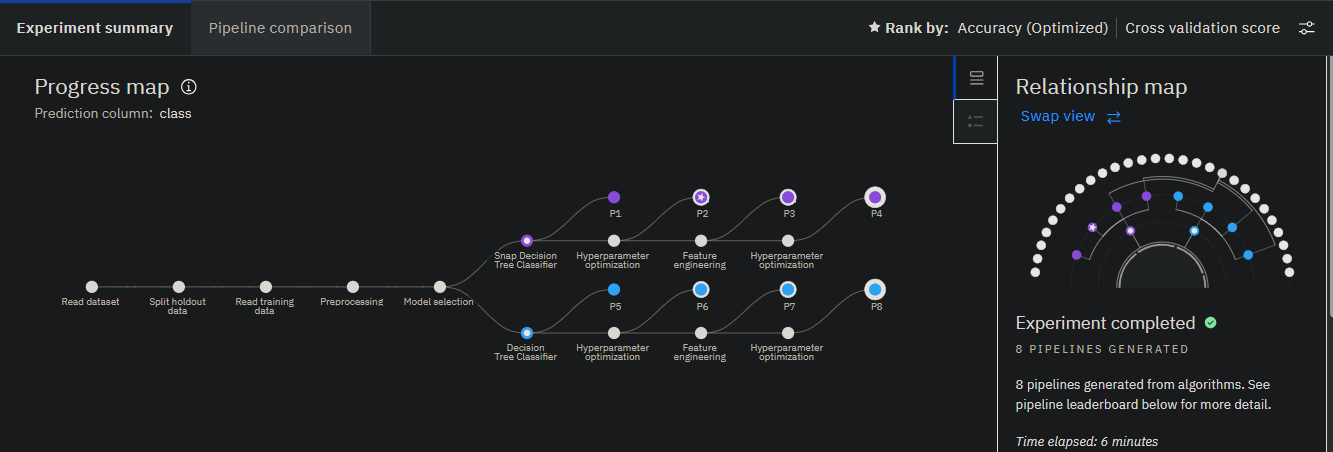 Experiment summary
Pipeline comparison
Rank by: Accuracy (Optimized) Cross validation score
Progress map
Prediction column: class
Relationship map
Swap view
P1
P2
P3
P4
Snap Decision
Tree Classifier
Hyperparameter
optimization
Feature
engineering
Hyperparameter
optimization
Read dataset
Split holdout
data
Read training
data
Preprocessing
Model selection
P5
P6
P7
P8
Decision
Tree Classifier
Hyperparameter
optimization
Feature
engineering
Hyperparameter
optimization
Experiment completed
8 PIPELINES GENERATED
8 pipelines generated from algorithms. See
pipeline leaderboard below for more detail.
Time elapsed: 6 minutes